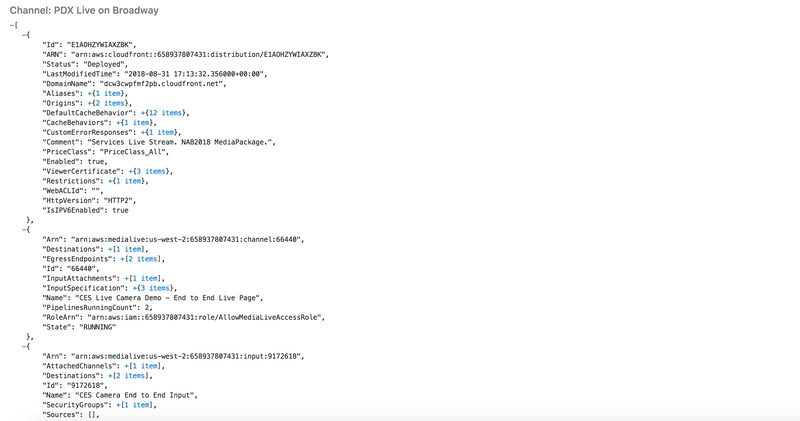 Channel: PDX Live on Broadway
−[
−{
"Id": "E1AOHZYWIAXZBK",
"ARN": "arn:aws:cloudfront::658937807431:distribution/E1AOHZYWIAXZBK",
"Status": "Deployed",
"LastModifiedTime": "2018-08-31 17:13:32.356000+00:00",
"DomainName": "dcw3cwpfmf2pb.cloudfront.net",
"Aliases": +{1 item},
"Origins": +{2 items},
"DefaultCacheBehavior": +{12 items},
"CacheBehaviors": +{1 item},
"CustomErrorResponses": +{1 item},
"Comment": "Services Live Stream. NAB2018 MediaPackage.",
"PriceClass": "PriceClass_All",
"Enabled": true,
"ViewerCertificate": +{3 items},
"Restrictions": +{1 item},
"WebACLId": "",
"HttpVersion": "HTTP2",
"IsIPV6Enabled": true
},
−{
"Arn": "arn:aws:medialive:us-west-2:658937807431:channel:66440",
"Destinations": +[1 item],
"EgressEndpoints": +[2 items],
"Id": "66440",
"InputAttachments": +[1 item],
"InputSpecification": +{3 items},
"Name": "CES Live Camera Demo - End to End Live Page",
"PipelinesRunningCount": 2,
"RoleArn": "arn:aws:iam::658937807431:role/AllowMediaLiveAccessRole",
"State": "RUNNING"
},
−{
"Arn": "arn:aws:medialive:us-west-2:658937807431:input:9172618",
"AttachedChannels": +[1 item],
"Destinations": +[2 items],
"Id": "9172618",
"Name": "CES Camera End to End Input",
"SecurityGroups": +[1 item],
"Sources": [],